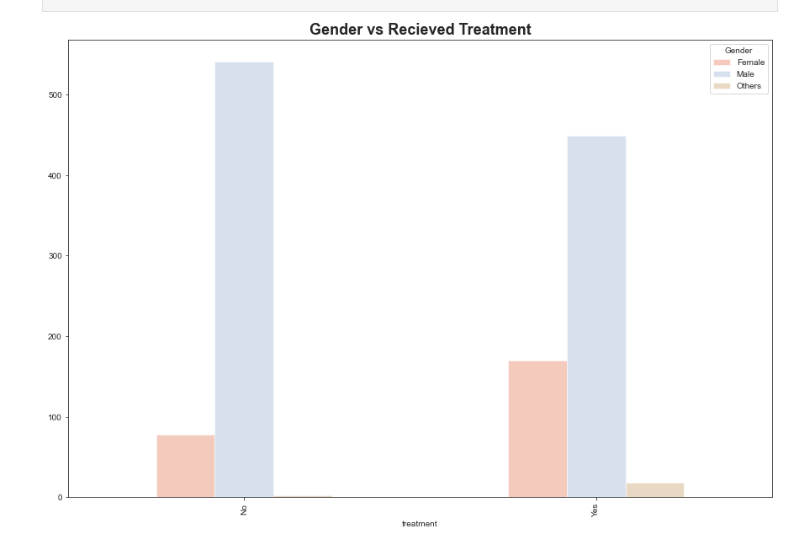 Gender vs Recieved Treatment
Gender
Female
Male
Others
500
400
300
200
100
0
No
Yes
treatment